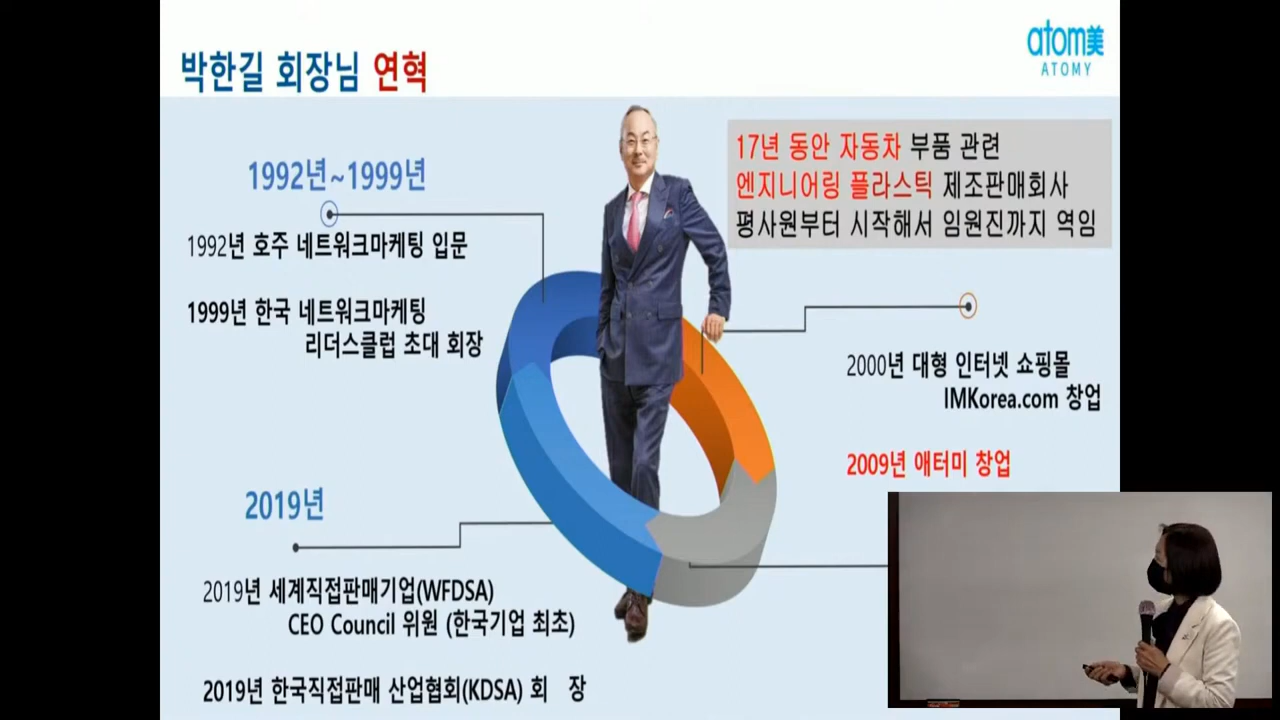 박한길 회장님 연혁
atom美
ATOMY
1992년~1999년
1992년 호주 네트워크마케팅 입문
1999년 한국 네트워크마케팅
리더스클럽 초대 회장
17년 동안 자동차 부품 관련
엔지니어링 플라스틱 제조판매회사
평사원부터 시작해서 임원진까지 역임
2000년 대형 인터넷 쇼핑몰
IMKorea.com 창업
2009년 애터미 창업
2019년
2019년 세계직접판매기업(WFDSA)
CEO Council 위원 (한국기업 최초)
2019년 한국직접판매 산업협회(KDSA) 회 장